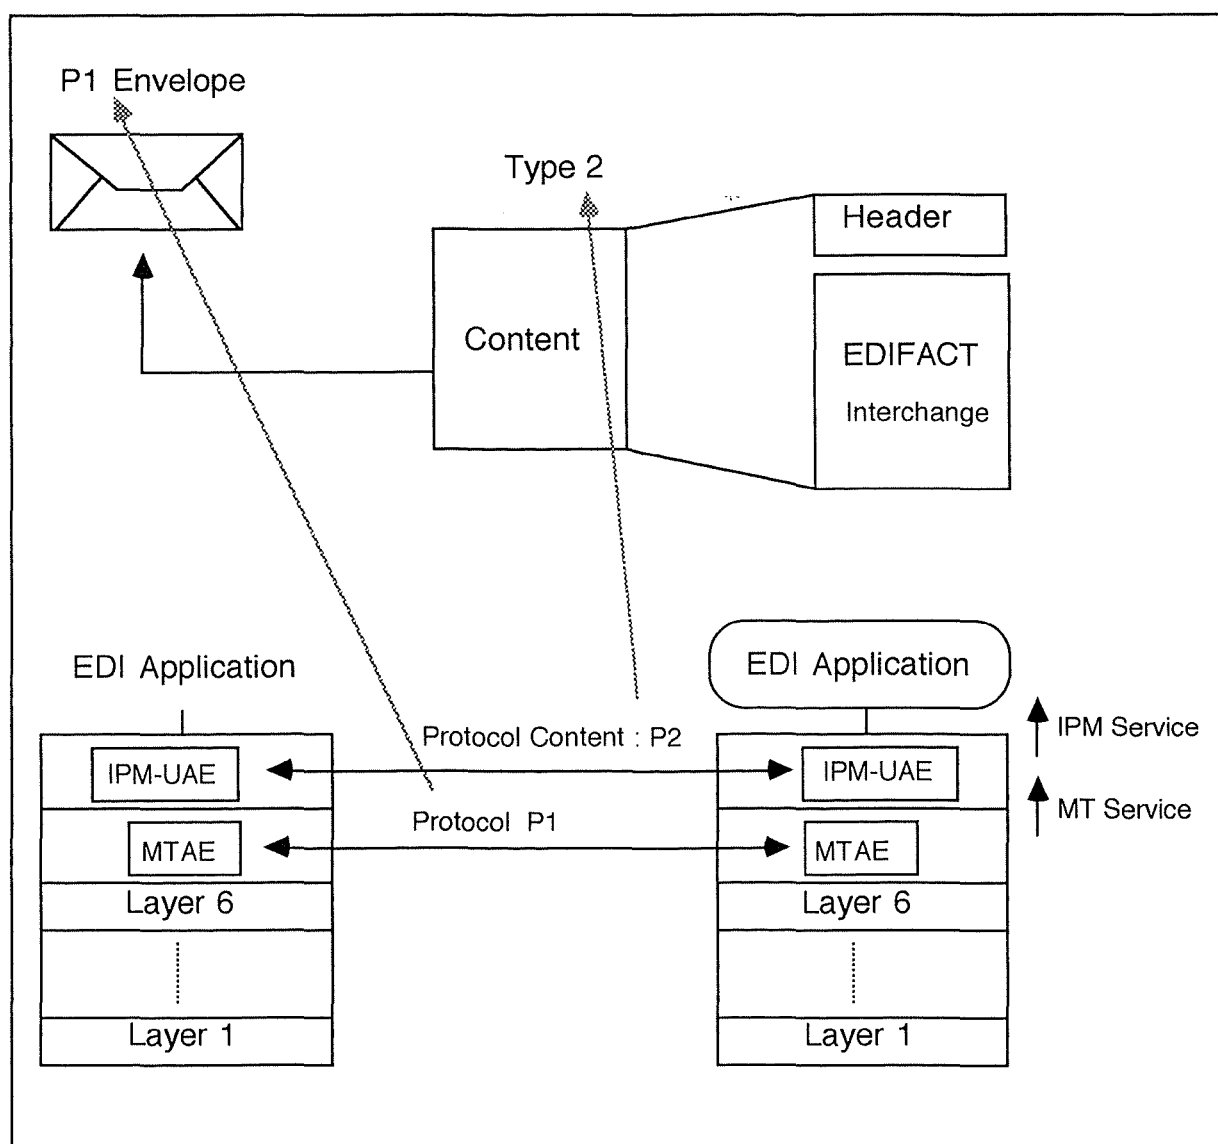 P1 Envelope
Type 2
Header
Content
EDIFACT
Interchange
EDI Application
EDI Application
Protocol Content : P2
IPM Service
IPM-UAE
IPM-UAE
MT Service
Protocol P1
MTAE
MTAE
Layer 6
Layer 6
Layer 1
Layer 1